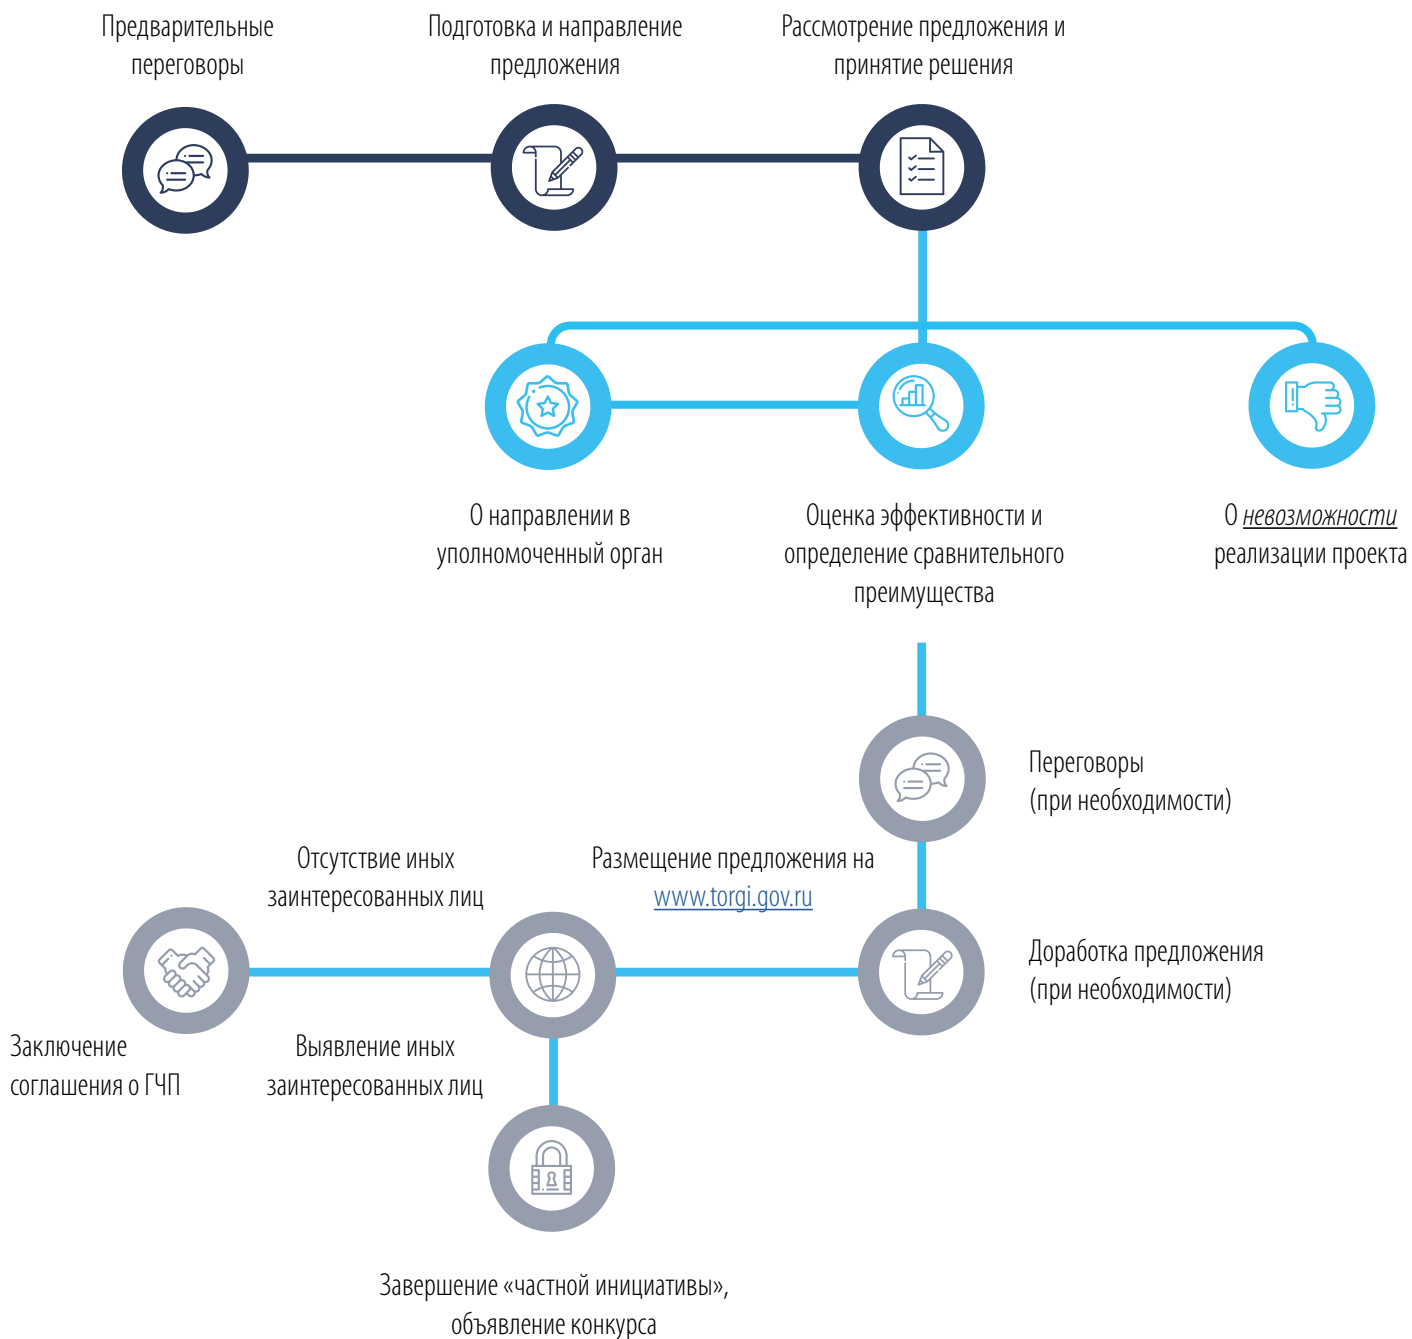 Предварительные
переговоры
Подготовка и направление
предложения
Рассмотрение предложения и
принятие решения
О направлении в
уполномоченный орган
Оценка эффективности и
определение сравнительного
преимущества
О невозможности
реализации проекта
Переговоры
(при необходимости)
Отсутствие иных
заинтересованных лиц
Размещение предложения на
www.torgi.gov.ru
Доработка предложения
(при необходимости)
Заключение
соглашения о ГЧП
Выявление иных
заинтересованных лиц
Завершение «частной инициативы»,
объявление конкурса